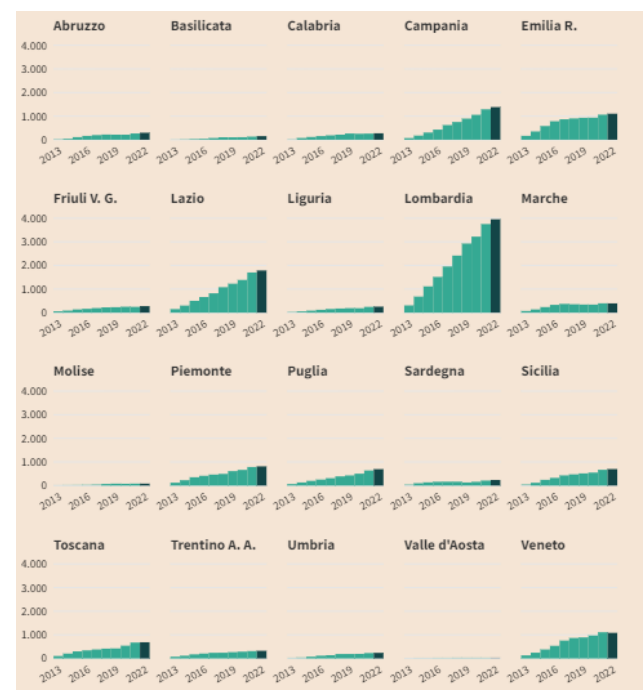 Abruzzo Basilicata Calabria Campania Emilia R.
4.000
3.000
2.000
1.000
0
2013 2016 2019 2022 2013 2016 2019 2022 2013 2016 2019 2022 2013 2016 2019 2022 2013 2016 2019 2022
Friuli V. G. Lazio Liguria Lombardia Marche
4.000
3.000
2.000
1.000
0
2013 2016 2019 2022 2013 2016 2019 2022 2013 2016 2019 2022 2013 2016 2019 2022 2013 2016 2019 2022
Molise Piemonte Puglia Sardegna Sicilia
4.000
3.000
2.000
1.000
0
2013 2016 2019 2022 2013 2016 2019 2022 2013 2016 2019 2022 2013 2016 2019 2022 2013 2016 2019 2022
Toscana Trentino A. A. Umbria Valle d'Aosta Veneto
4.000
3.000
2.000
1.000
0
2013 2016 2019 2022 2013 2016 2019 2022 2013 2016 2019 2022 2013 2016 2019 2022 2013 2016 2019 2022